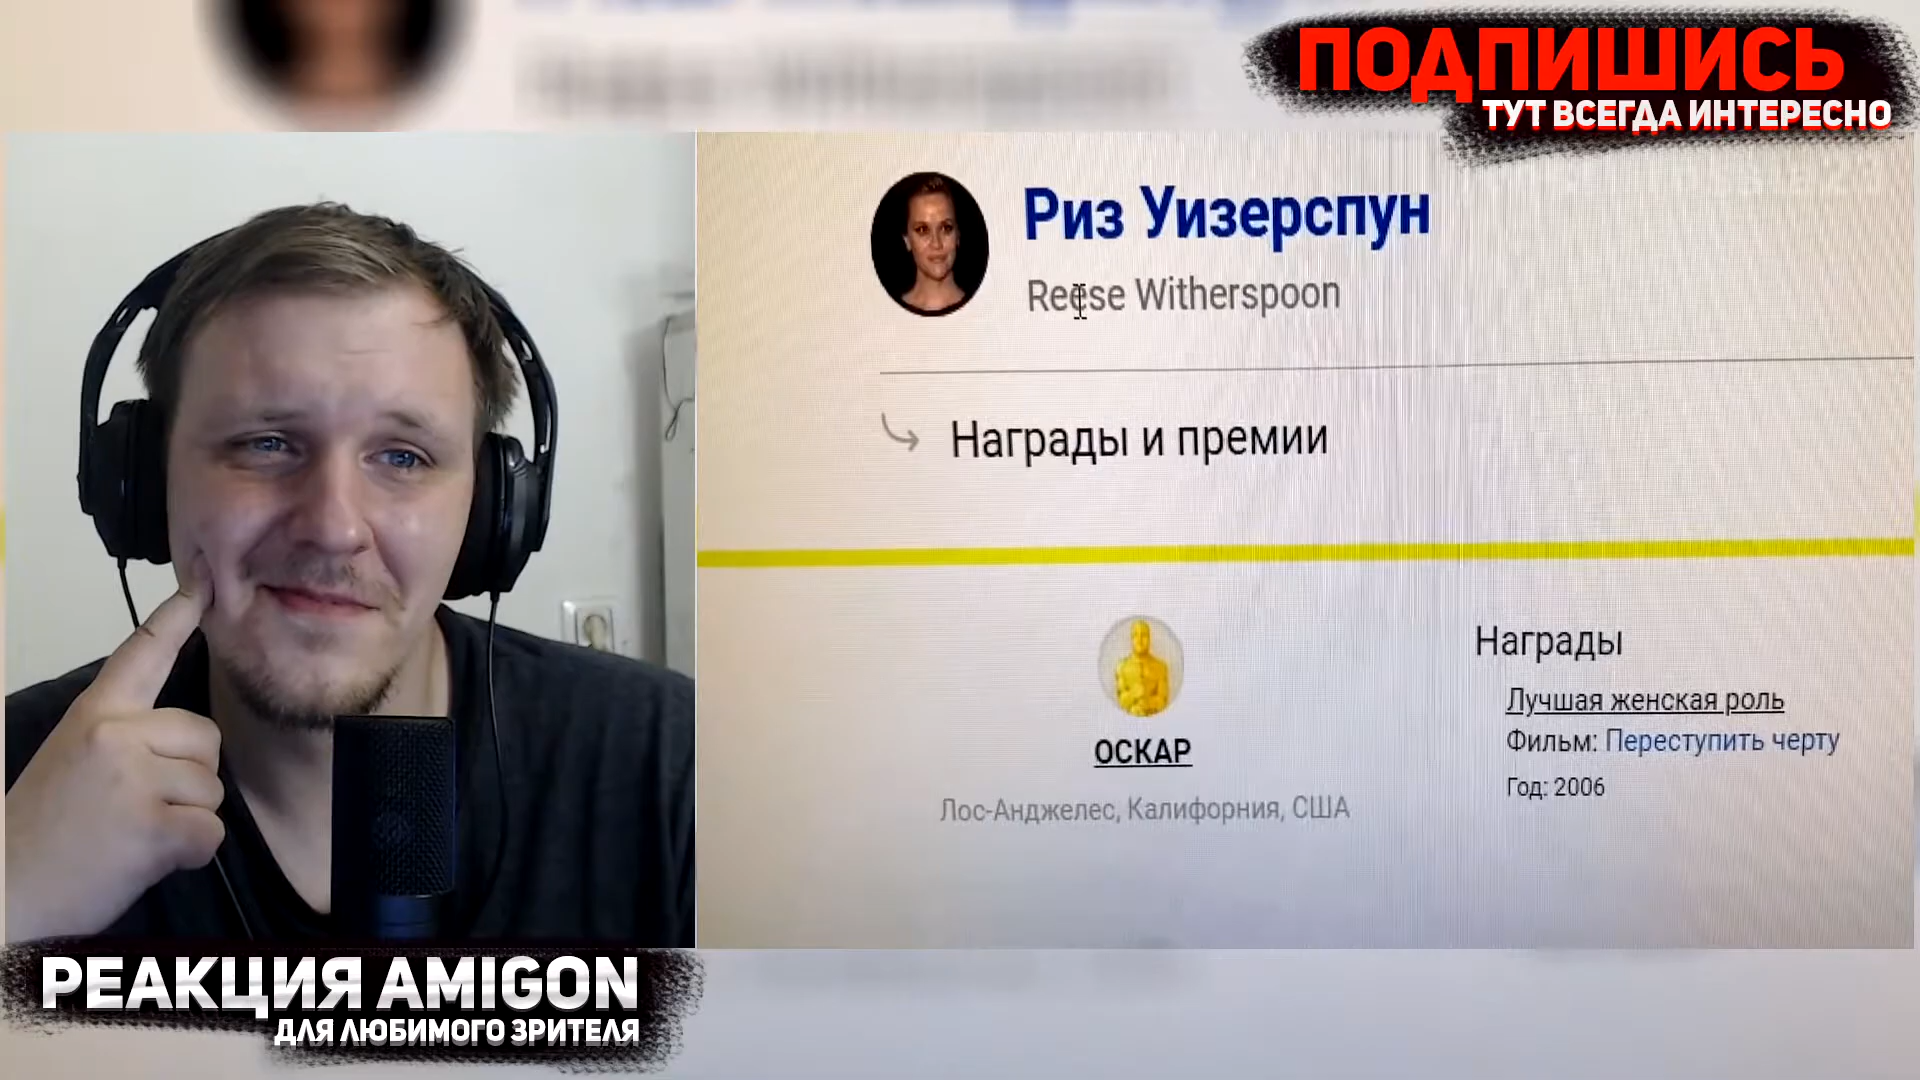 ПОДПИШИСЬ
ТУТ ВСЕГДА ИНТЕРЕСНО
Риз Уизерспун
Reese Witherspoon
Награды и премии
ОСКАР
Лос-Анджелес, Калифорния, США
Награды
Лучшая женская роль
Фильм: Переступить черту
Год: 2006
РЕАКЦИЯ AMIGON
ДЛЯ ЛЮБИМОГО ЗРИТЕЛЯ